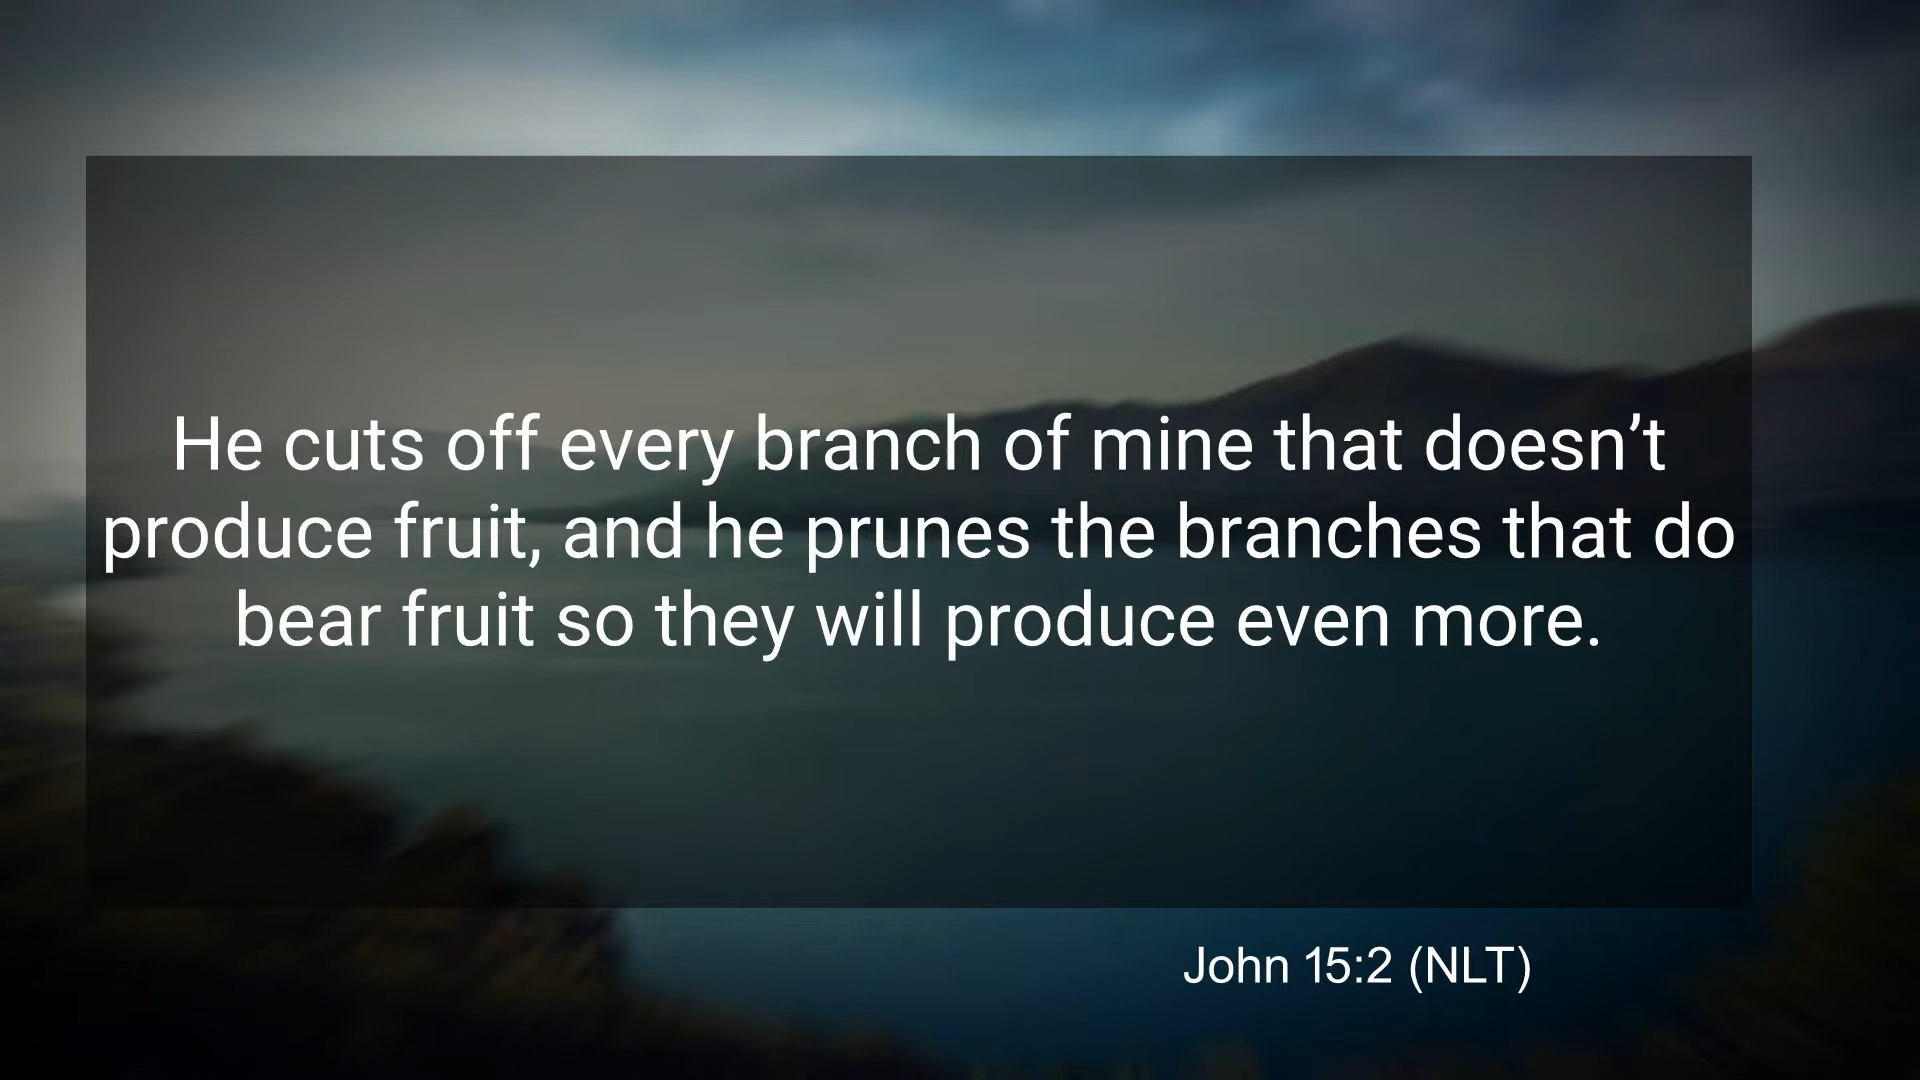 He cuts off every branch of mine that doesn’t
produce fruit, and he prunes the branches that do
bear fruit so they will produce even more.
John 15:2 (NLT)